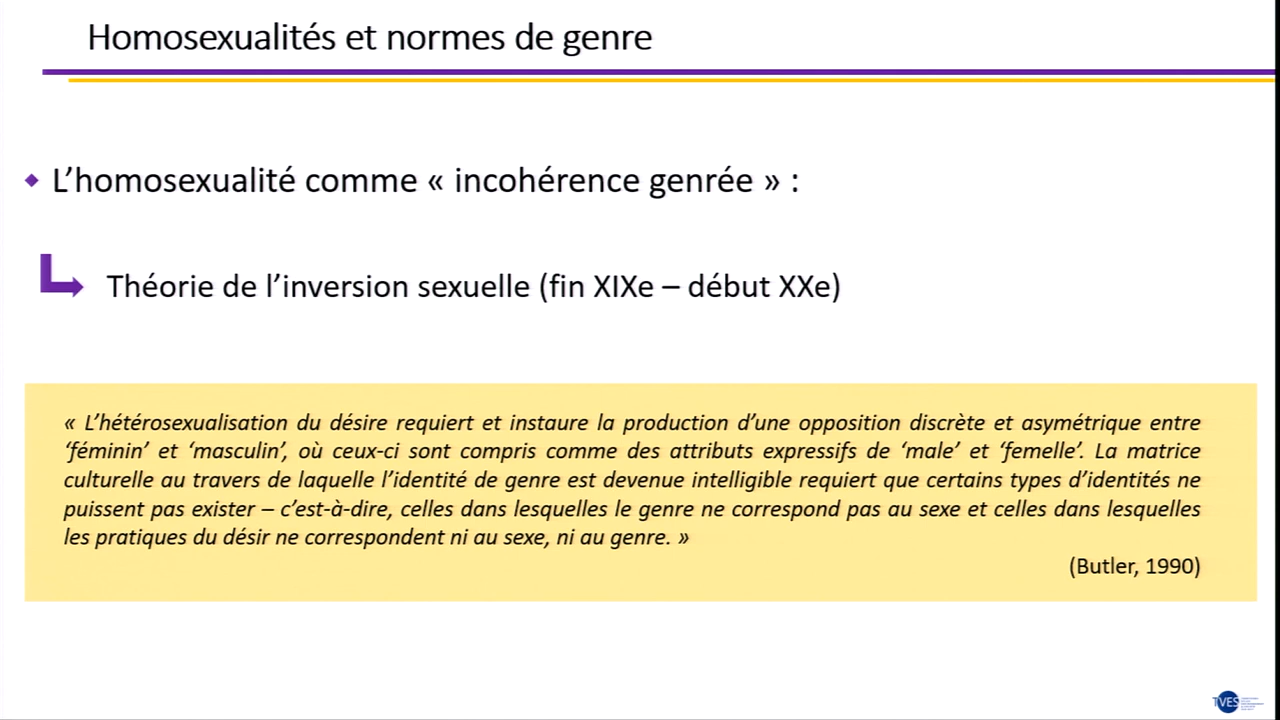 Homosexualités et normes de genre
L’homosexualité comme « incohérence genrée » :
Théorie de l’inversion sexuelle (fin XIXe – début XXe)
« L’hétérosexualisation du désire requiert et instaure la production d’une opposition discrète et asymétrique entre
‘féminin’ et ‘masculin’, où ceux-ci sont compris comme des attributs expressifs de ‘male’ et ‘femelle’. La matrice
culturelle au travers de laquelle l’identité de genre est devenue intelligible requiert que certains types d’identités ne
puissent pas exister – c’est-à-dire, celles dans lesquelles le genre ne correspond pas au sexe et celles dans lesquelles
les pratiques du désir ne correspondent ni au sexe, ni au genre. »
(Butler, 1990)
TVES